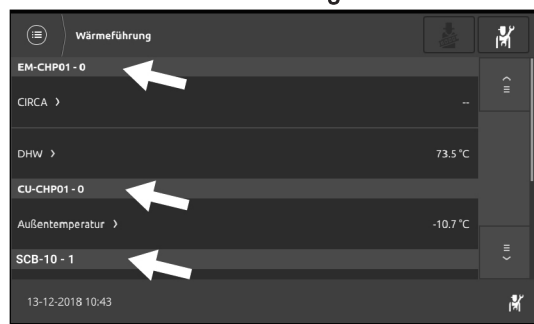 Wärmeführung
EM-CHP01 - 0
CIRCA
--
DHW
73.5 °C
CU-CHP01 - 0
Außentemperatur
-10.7 °C
SCB-10 - 1
13-12-2018 10:43